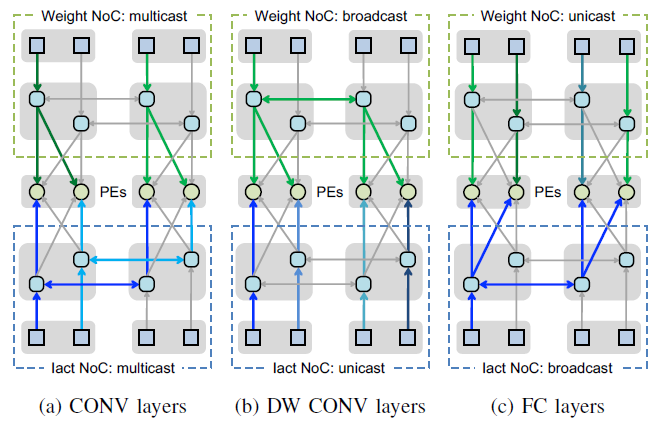 Weight NoC: multicast
Weight NoC: broadcast
Weight NoC: unicast
PEs
PEs
PEs
Iact NoC: multicast
Iact NoC: unicast
Iact NoC: broadcast
(a) CONV layers
(b) DW CONV layers
(c) FC layers